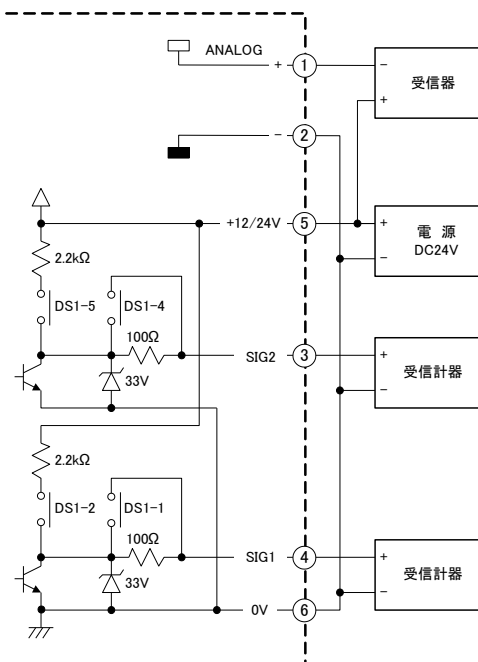 ANALOG
+ 1
- 受信器
+
- 2
+12/24V 5
+ 電 源
DC24V
-
2.2kΩ
DS1-5
DS1-4
100Ω
SIG2 3
+ 受信計器
-
33V
2.2kΩ
DS1-2
DS1-1
100Ω
SIG1 4
+ 受信計器
-
33V
0V 6